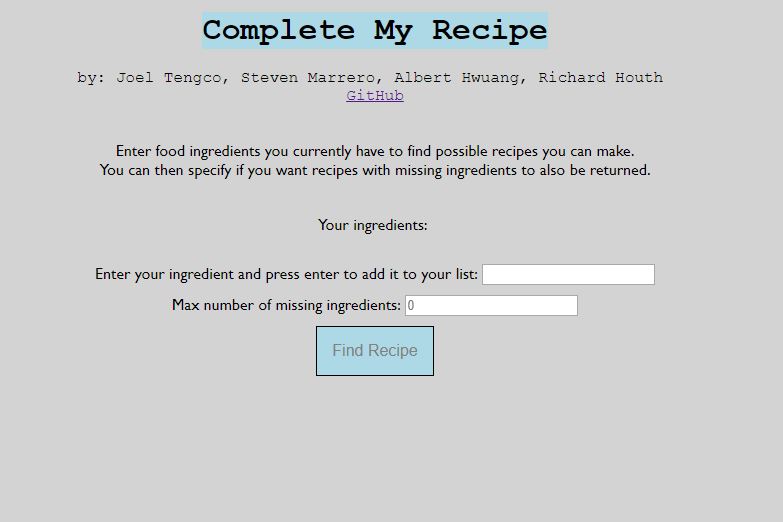 Complete My Recipe
by: Joel Tengco, Steven Marrero, Albert Hwuang, Richard Houth
GitHub
Enter food ingredients you currently have to find possible recipes you can make.
You can then specify if you want recipes with missing ingredients to also be returned.
Your ingredients:
Enter your ingredient and press enter to add it to your list:
Max number of missing ingredients: 0
Find Recipe